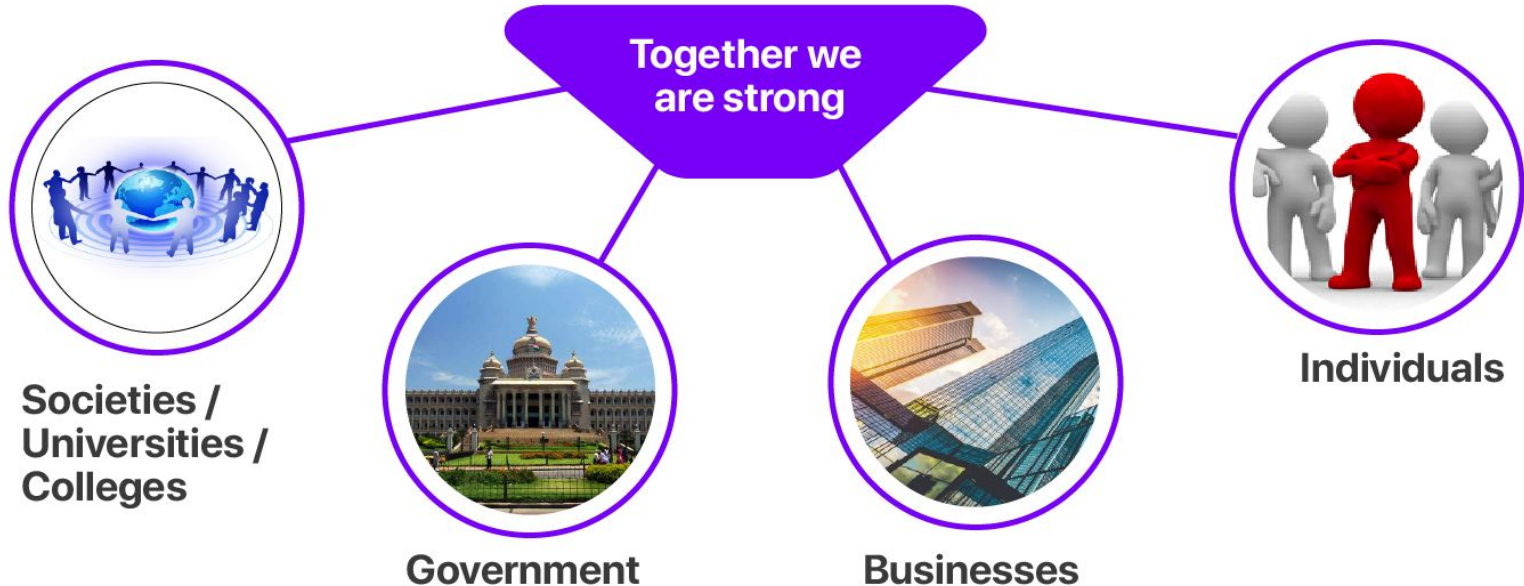 Together we
are strong
Societies /
Universities /
Colleges
Government
Businesses
Individuals